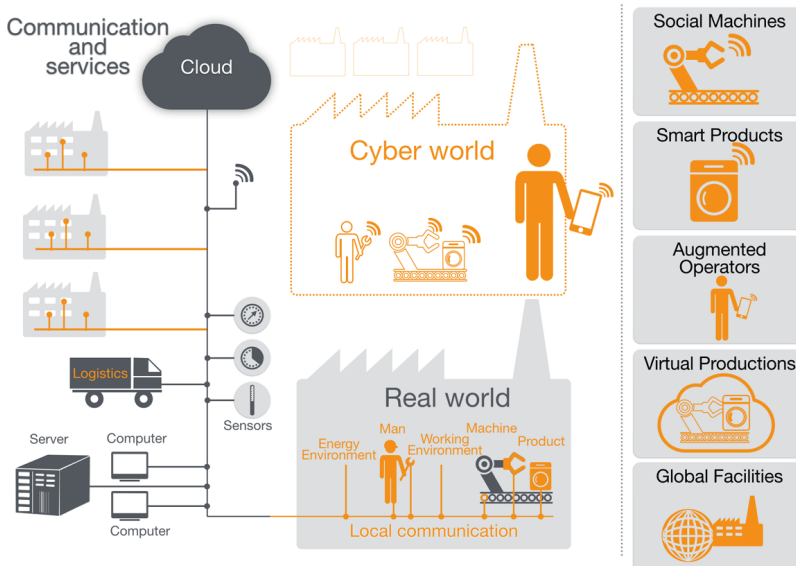 Communication
and
services
Cloud
Cyber world
Logistics
Sensors
Server
Computer
Computer
Real world
Man
Machine
Energy
Environment
Working
Environment
Product
Local communication
Social Machines
Smart Products
Augmented
Operators
Virtual Productions
Global Facilities